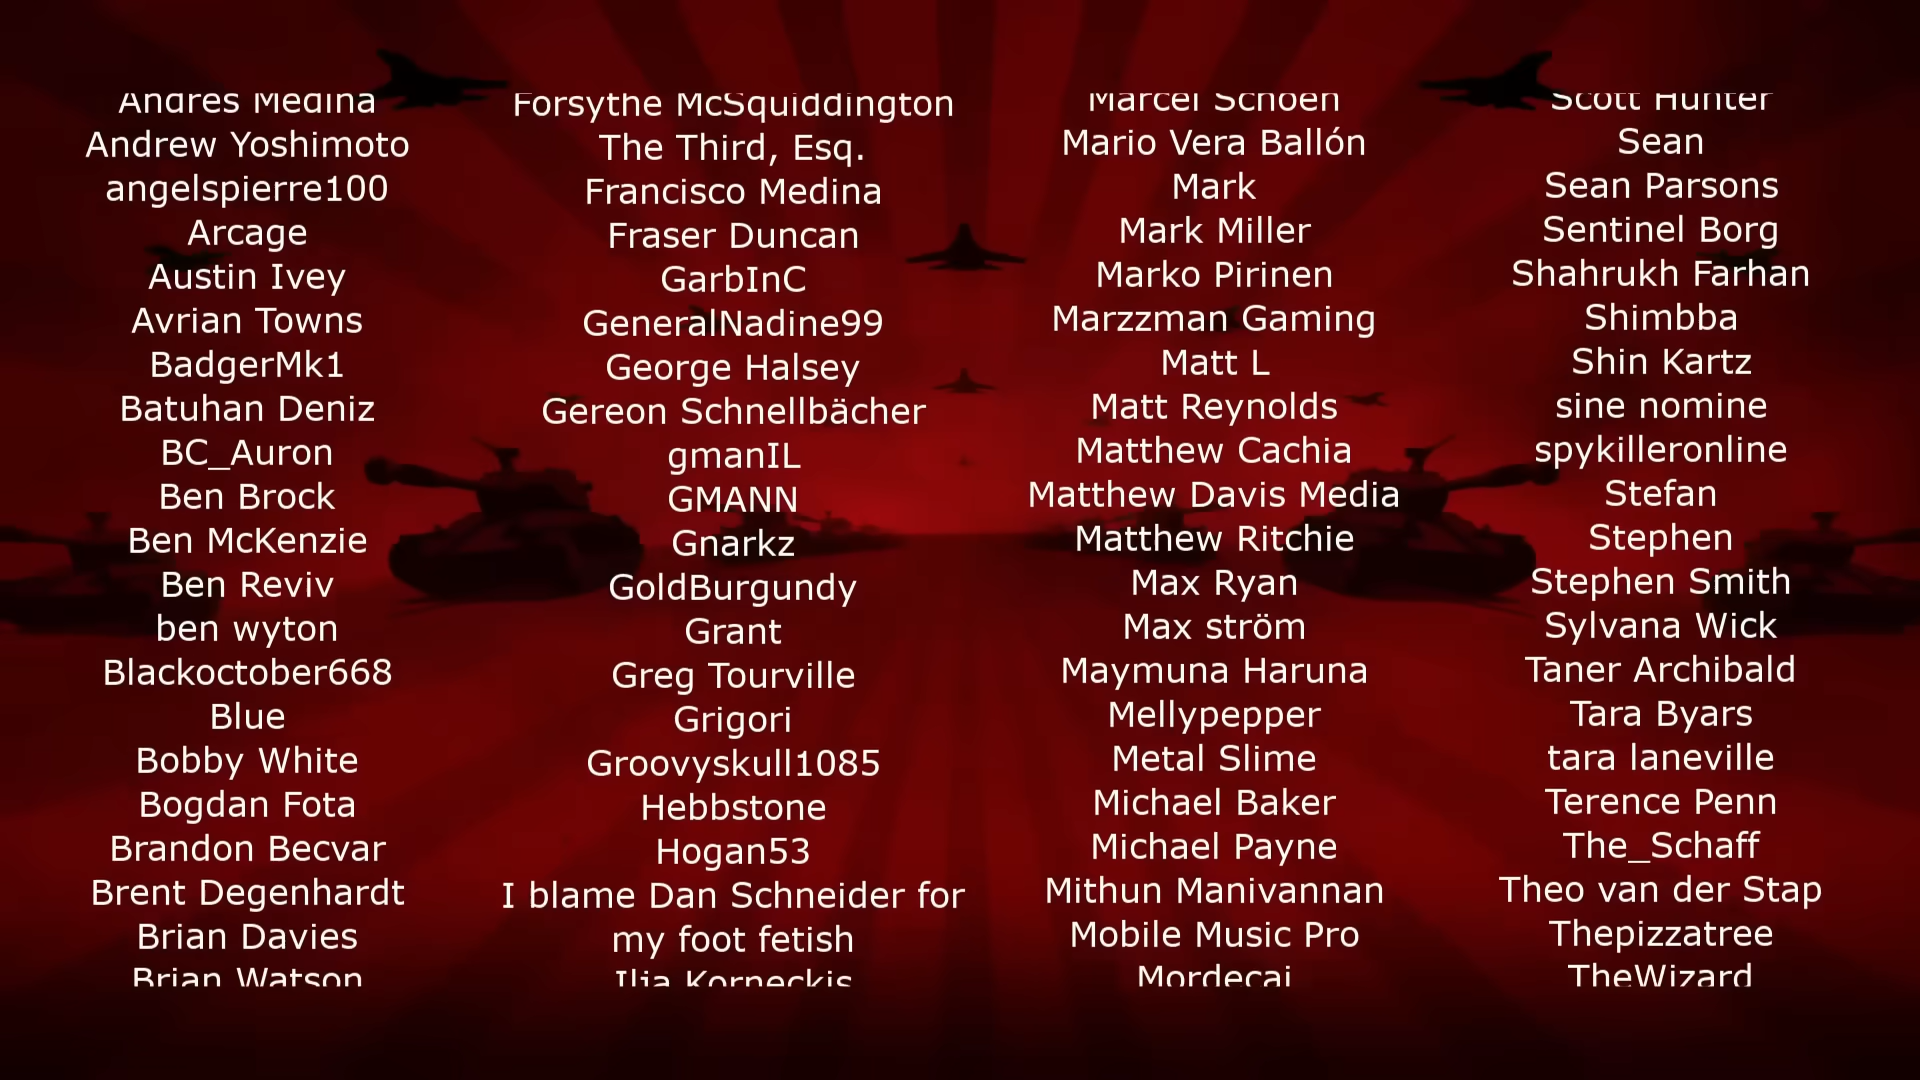 Andres Medina
Andrew Yoshimoto
angelspierre100
Arcage
Austin Ivey
Avrian Towns
BadgerMk1
Batuhan Deniz
BC_Auron
Ben Brock
Ben McKenzie
Ben Reviv
ben wyton
Blackoctober668
Blue
Bobby White
Bogdan Fota
Brandon Becvar
Brent Degenhardt
Brian Davies
Brian Watson
Forsythe McSquiddington
The Third, Esq.
Francisco Medina
Fraser Duncan
GarbInC
GeneralNadine99
George Halsey
Gereon Schnellbächer
gmanIL
GMANN
Gnarkz
GoldBurgundy
Grant
Greg Tourville
Grigori
Groovyskull1085
Hebbstone
Hogan53
I blame Dan Schneider for
my foot fetish
Ilja Korneckis
Marcel Schoen
Mario Vera Ballón
Mark
Mark Miller
Marko Pirinen
Marzzman Gaming
Matt L
Matt Reynolds
Matthew Cachia
Matthew Davis Media
Matthew Ritchie
Max Ryan
Max ström
Maymuna Haruna
Mellypepper
Metal Slime
Michael Baker
Michael Payne
Mithun Manivannan
Mobile Music Pro
Mordecai
Scott Hunter
Sean
Sean Parsons
Sentinel Borg
Shahrukh Farhan
Shimbba
Shin Kartz
sine nomine
spykilleronline
Stefan
Stephen
Stephen Smith
Sylvana Wick
Taner Archibald
Tara Byars
tara laneville
Terence Penn
The_Schaff
Theo van der Stap
Thepizzatree
TheWizard